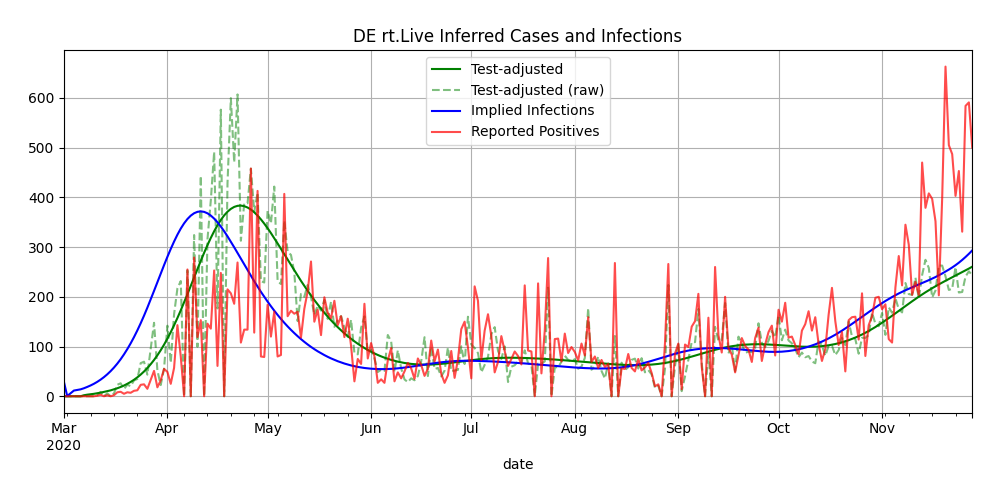 DE rt.Live Inferred Cases and Infections
Test-adjusted
Test-adjusted (raw)
Implied Infections
Reported Positives
600
500
400
300
200
100
0
Mar Apr May Jun Jul Aug Sep Oct Nov
2020
date